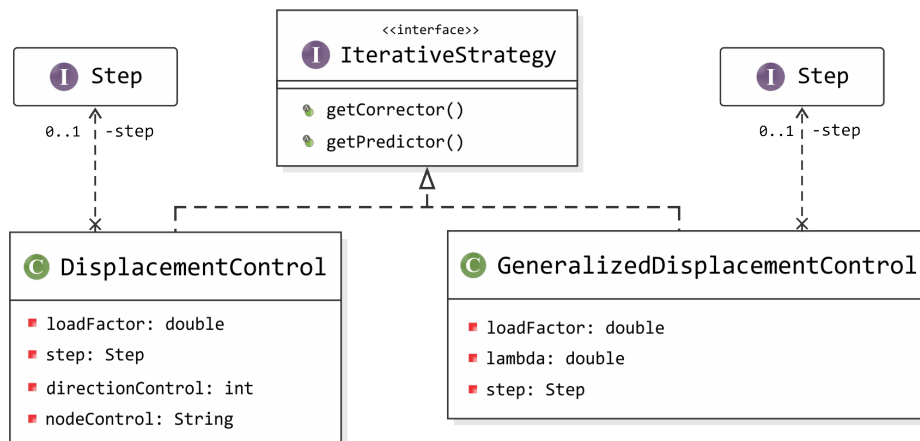 <<interface>>
I IterativeStrategy
getCorrector()
getPredictor()
I Step
0..1 -step
I Step
0..1 -step
C DisplacementControl
loadFactor: double
step: Step
directionControl: int
nodeControl: String
C GeneralizedDisplacementControl
loadFactor: double
lambda: double
step: Step